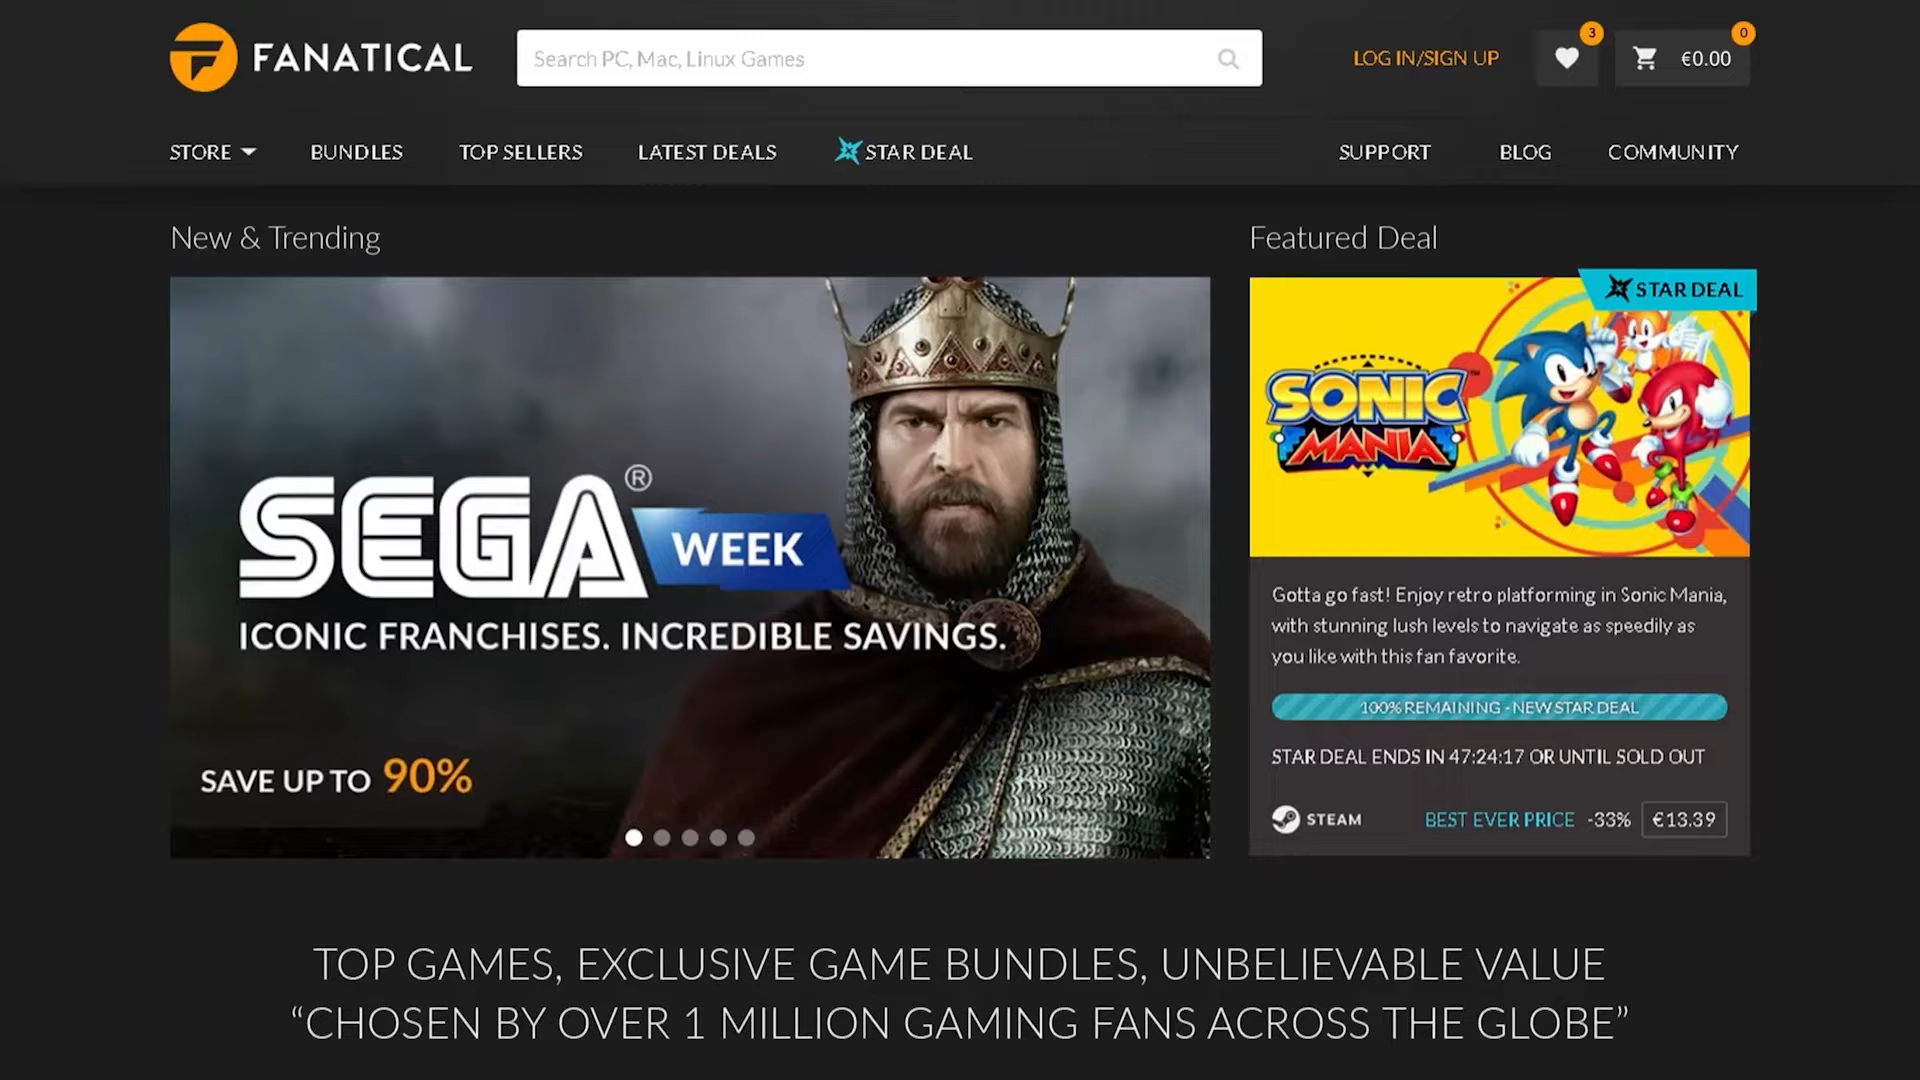 FANATICAL
Search PC, Mac, Linux Games
LOG IN/SIGN UP
3
0
€0.00
STORE
BUNDLES
TOP SELLERS
LATEST DEALS
STAR DEAL
SUPPORT
BLOG
COMMUNITY
New & Trending
SEGA®
WEEK
ICONIC FRANCHISES. INCREDIBLE SAVINGS.
SAVE UP TO 90%
Featured Deal
STAR DEAL
SONIC™
MANIA
Gotta go fast! Enjoy retro platforming in Sonic Mania,
with stunning lush levels to navigate as speedily as
you like with this fan favorite.
100% REMAINING - NEW STAR DEAL
STAR DEAL ENDS IN 47:24:17 OR UNTIL SOLD OUT
STEAM
BEST EVER PRICE -33% €13.39
TOP GAMES, EXCLUSIVE GAME BUNDLES, UNBELIEVABLE VALUE
“CHOSEN BY OVER 1 MILLION GAMING FANS ACROSS THE GLOBE”